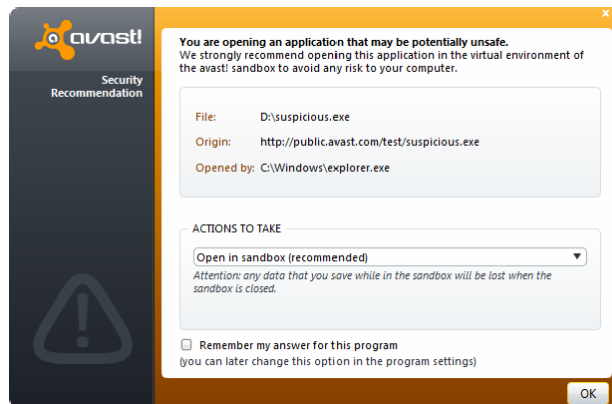 avast!
Security
Recommendation
x
You are opening an application that may be potentially unsafe.
We strongly recommend opening this application in the virtual environment of
the avast! sandbox to avoid any risk to your computer.
File: D:\suspicious.exe
Origin: http://public.avast.com/test/suspicious.exe
Opened by: C:\Windows\explorer.exe
ACTIONS TO TAKE
Open in sandbox (recommended)
Attention: any data that you save while in the sandbox will be lost when the
sandbox is closed.
Remember my answer for this program
(you can later change this option in the program settings)
OK